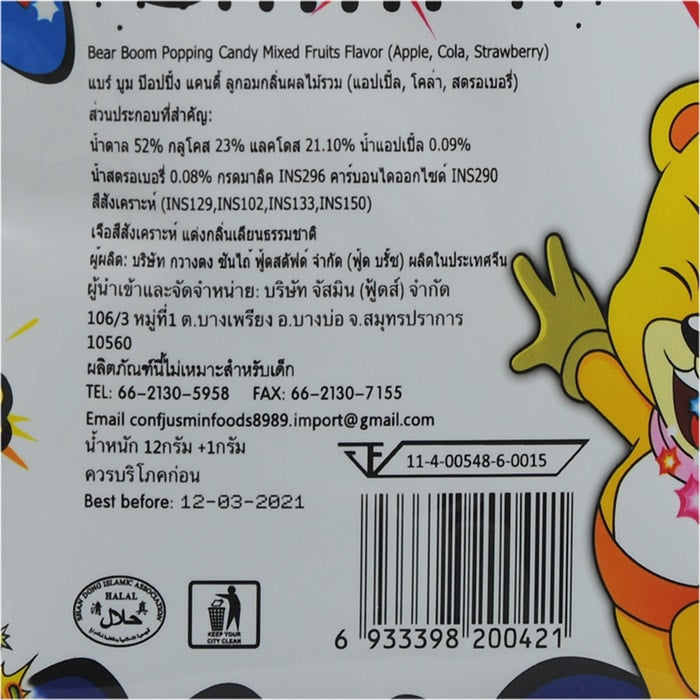 Bear Boom Popping Candy Mixed Fruits Flavor (Apple, Cola, Strawberry)
แบร์ บูม ป๊อปปิ้ง แคนดี้ ลูกอมกลิ่นผลไม้รวม (แอปเปิ้ล, โคล่า, สตรอเบอรี่)
ส่วนประกอบที่สำคัญ:
น้ำตาล 52% กลูโคส 23% แลคโตส 21.10% น้ำแอปเปิ้ล 0.09%
น้ำสตรอเบอรี่ 0.08% กรดมาลิค INS296 คาร์บอนไดออกไซด์ INS290
สีสังเคราะห์ (INS129,INS102,INS133,INS150)
เจือสีสังเคราะห์ แต่งกลิ่นเลียนธรรมชาติ
ผู้ผลิต: บริษัท กวางตง ซันไถ้ ฟู้ดสตัฟต์ จำกัด (ฟู้ด บรี้ซ) ผลิตในประเทศจีน
ผู้นำเข้าและจัดจำหน่าย: บริษัท จัสมิน (ฟู้ดส์) จำกัด
106/3 หมู่ที่1 ต.บางเพรียง อ.บางบ่อ จ.สมุทรปราการ
10560
ผลิตภัณฑ์นี้ไม่เหมาะสำหรับเด็ก
TEL: 66-2130-5958 FAX: 66-2130-7155
Email confjusminfoods8989.import@gmail.com
น้ำหนัก 12กรัม +1กรัม
ควรบริโภคก่อน
Best before: 12-03-2021
11-4-00548-6-0015
SHAN DONG ISLAMIC ASSOCIATION
HALAL
清 حلال 真
KEEP YOUR
CITY CLEAN
6 933398 200421